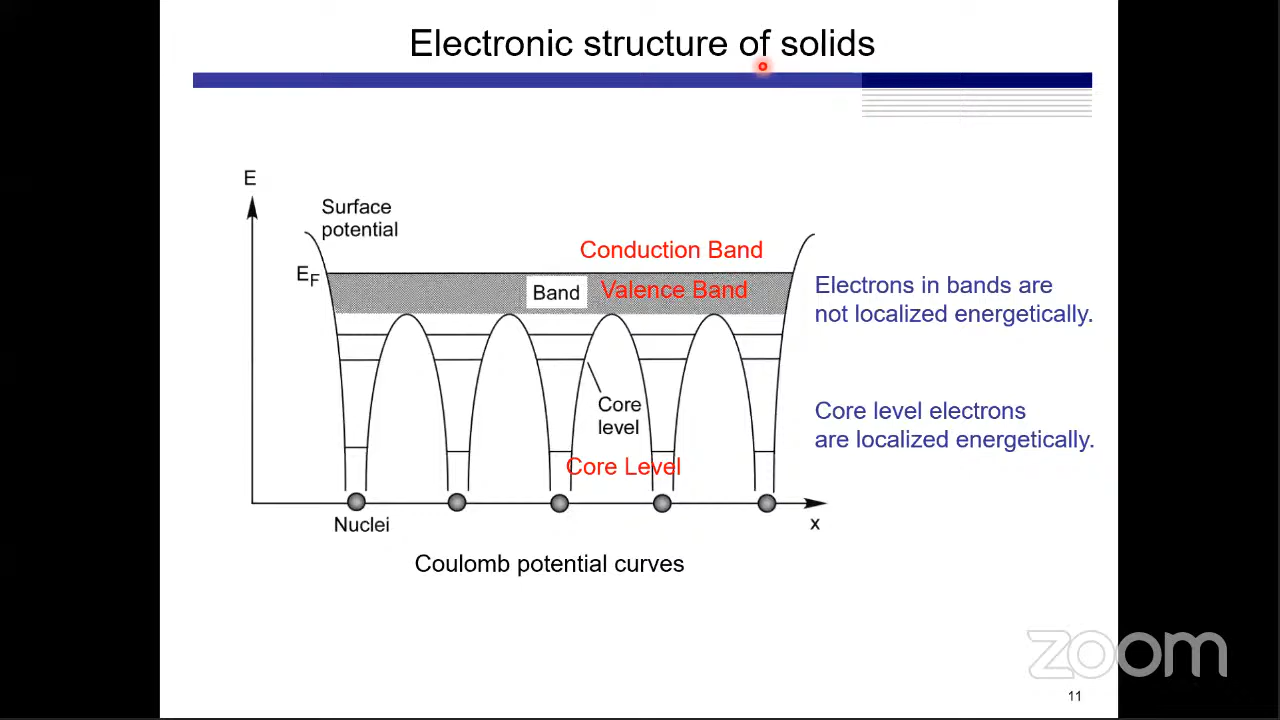 Electronic structure of solids
E
Surface
potential
Conduction Band
E_F
Band
Valence Band
Electrons in bands are
not localized energetically.
Core
level
Core level electrons
are localized energetically.
Core Level
Nuclei
x
Coulomb potential curves
zoom
11